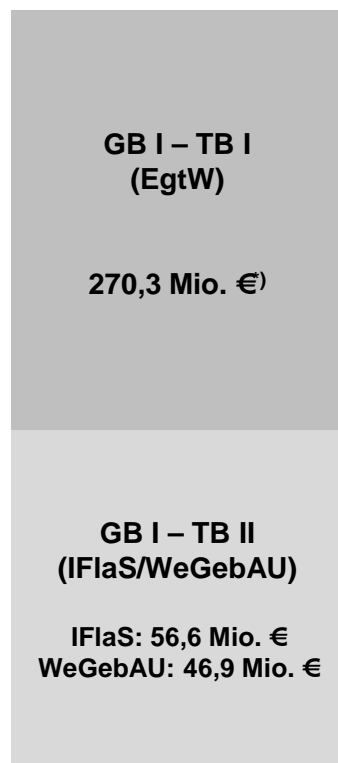 GB I – TB I
(EgtW)
270,3 Mio. €*)
GB I – TB II
(IFlaS/WeGebAU)
IFlaS: 56,6 Mio. €
WeGebAU: 46,9 Mio. €